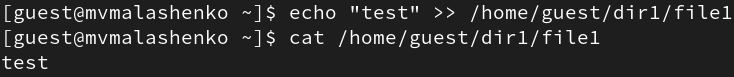 [guest@mvmalashenko ~]$ echo "test" >> /home/guest/dir1/file1
[guest@mvmalashenko ~]$ cat /home/guest/dir1/file1
test